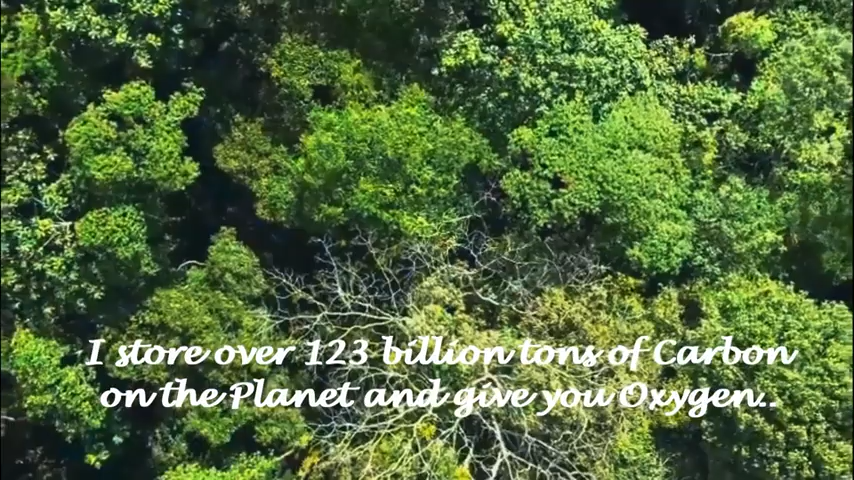 I store over 123 billion tons of Carbon
on the Planet and give you Oxygen..